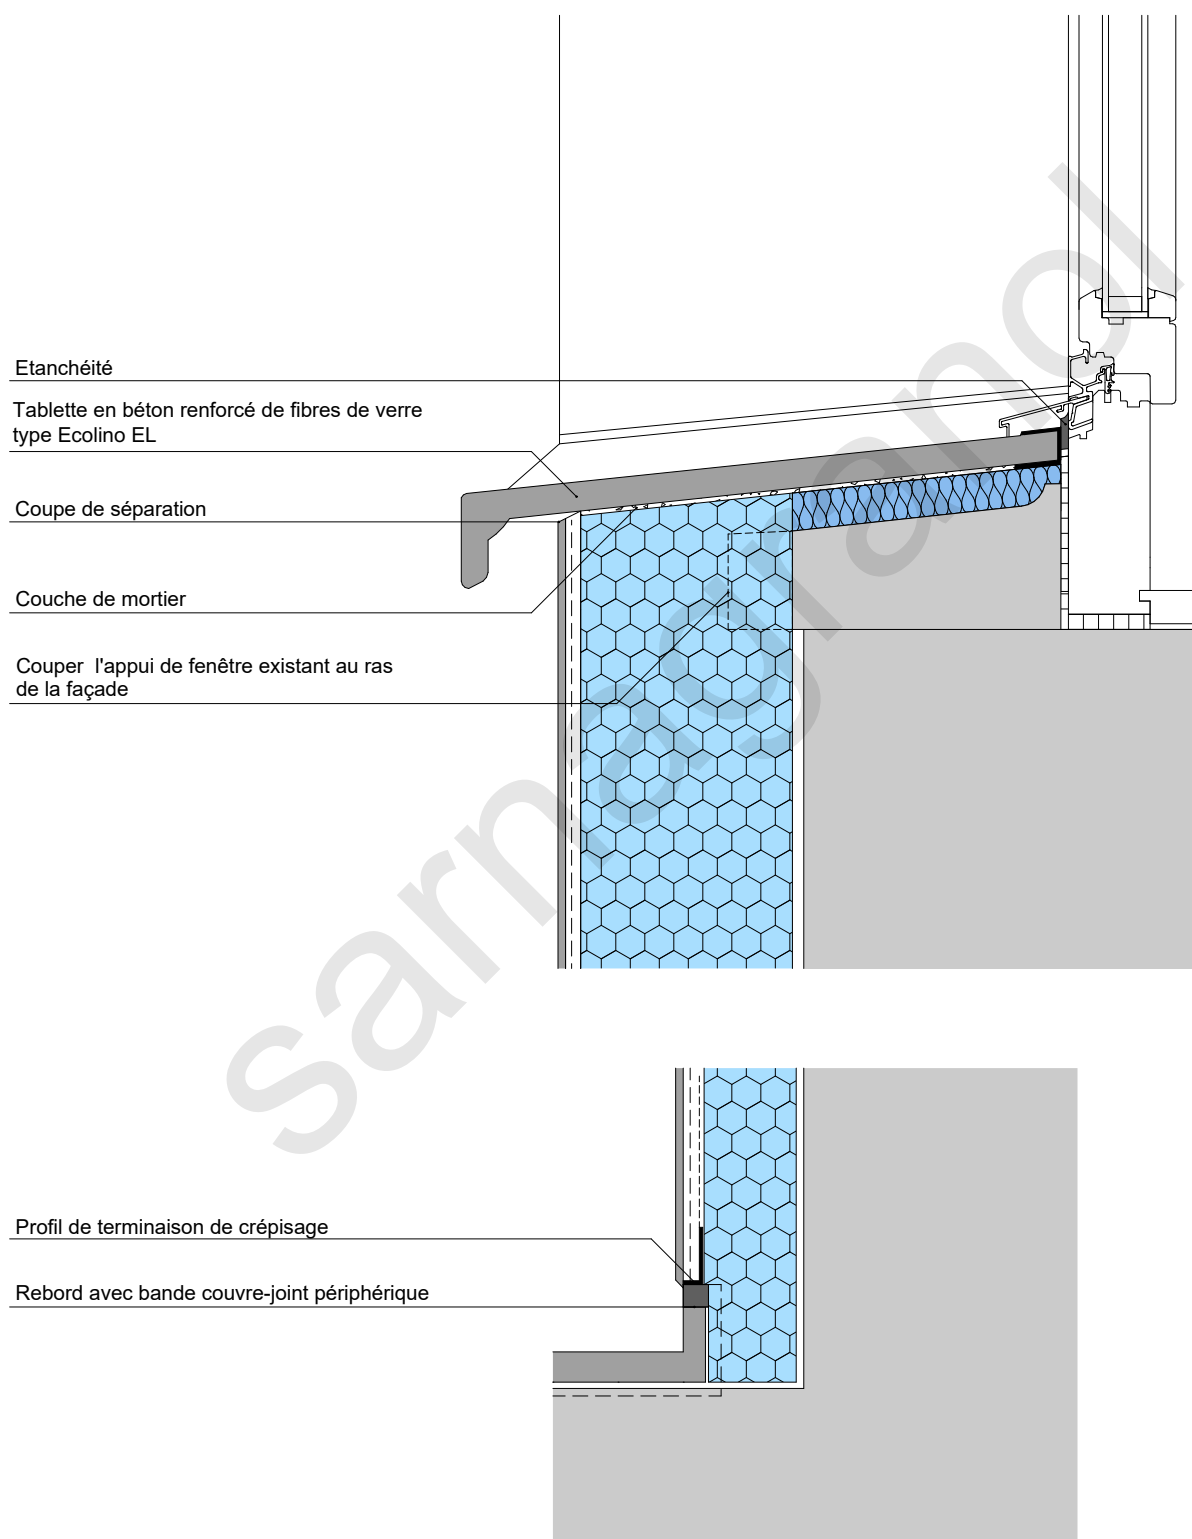 Etanchéité
Tablette en béton renforcé de fibres de verre
type Ecolino EL
Coupe de séparation
Couche de mortier
Couper l'appui de fenêtre existant au ras
de la façade
Profil de terminaison de crépisage
Rebord avec bande couvre-joint périphérique
sarnagranol